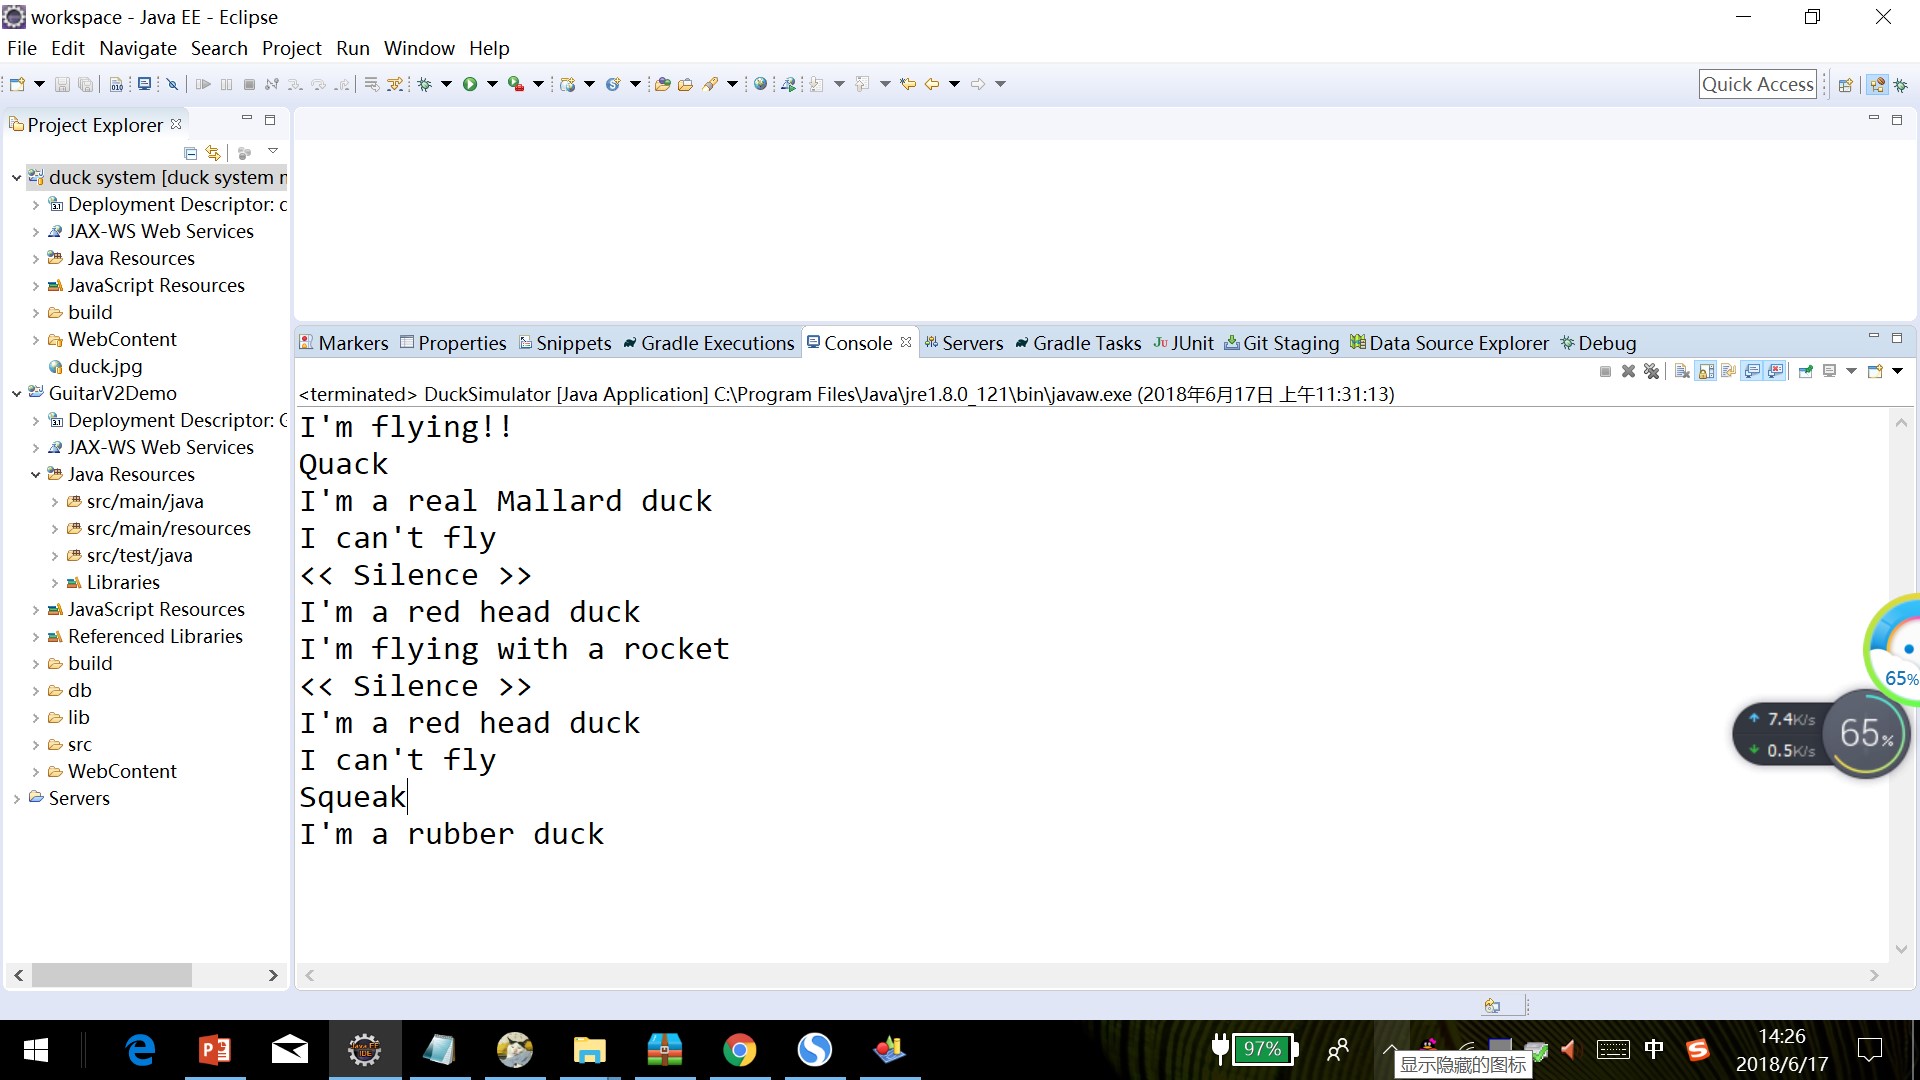 workspace - Java EE - Eclipse
File Edit Navigate Search Project Run Window Help
Quick Access
Project Explorer
duck system [duck system
Deployment Descriptor:
JAX-WS Web Services
Java Resources
JavaScript Resources
build
WebContent
duck.jpg
GuitarV2Demo
Deployment Descriptor:
JAX-WS Web Services
Java Resources
src/main/java
src/main/resources
src/test/java
Libraries
JavaScript Resources
Referenced Libraries
build
db
lib
src
WebContent
Servers
Markers Properties Snippets Gradle Executions Console Servers Gradle Tasks JUnit Git Staging Data Source Explorer Debug
<terminated> DuckSimulator [Java Application] C:\Program Files\Java\jre1.8.0_121\bin\javaw.exe (2018年6月17日 上午11:31:13)
I'm flying!!
Quack
I'm a real Mallard duck
I can't fly
<< Silence >>
I'm a red head duck
I'm flying with a rocket
<< Silence >>
I'm a red head duck
I can't fly
Squeak
I'm a rubber duck
65%
7.4K/s
0.5K/s
65%
97%
显示隐藏的图标
中
14:26
2018/6/17